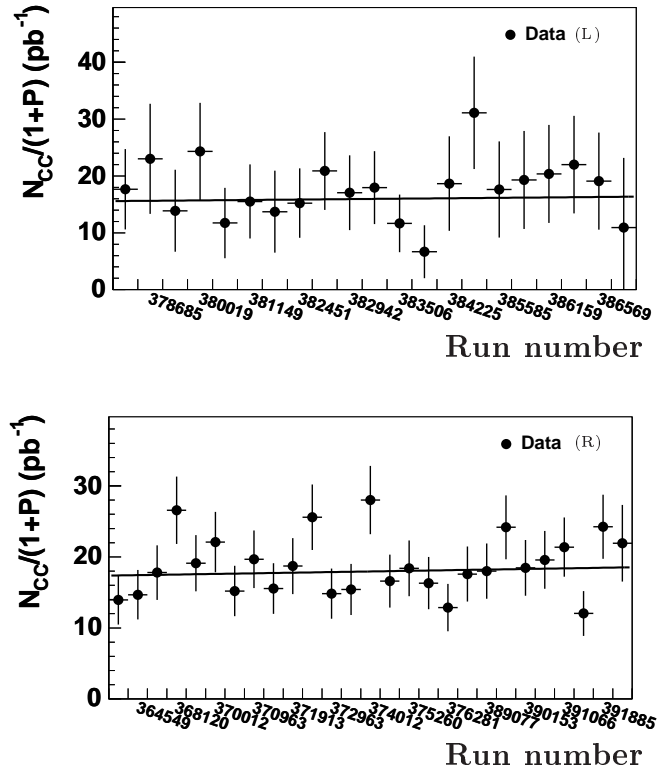 N_CC/(1+P) (pb^-1)
Data (L)
40
30
20
10
0
378685 380019 381149 382451 382942 383506 384225 385585 386159 386569
Run number
N_CC/(1+P) (pb^-1)
Data (R)
30
20
10
0
364549 368120 370012 370963 371913 372963 374012 375260 376281 389077 390153 391066 391885
Run number